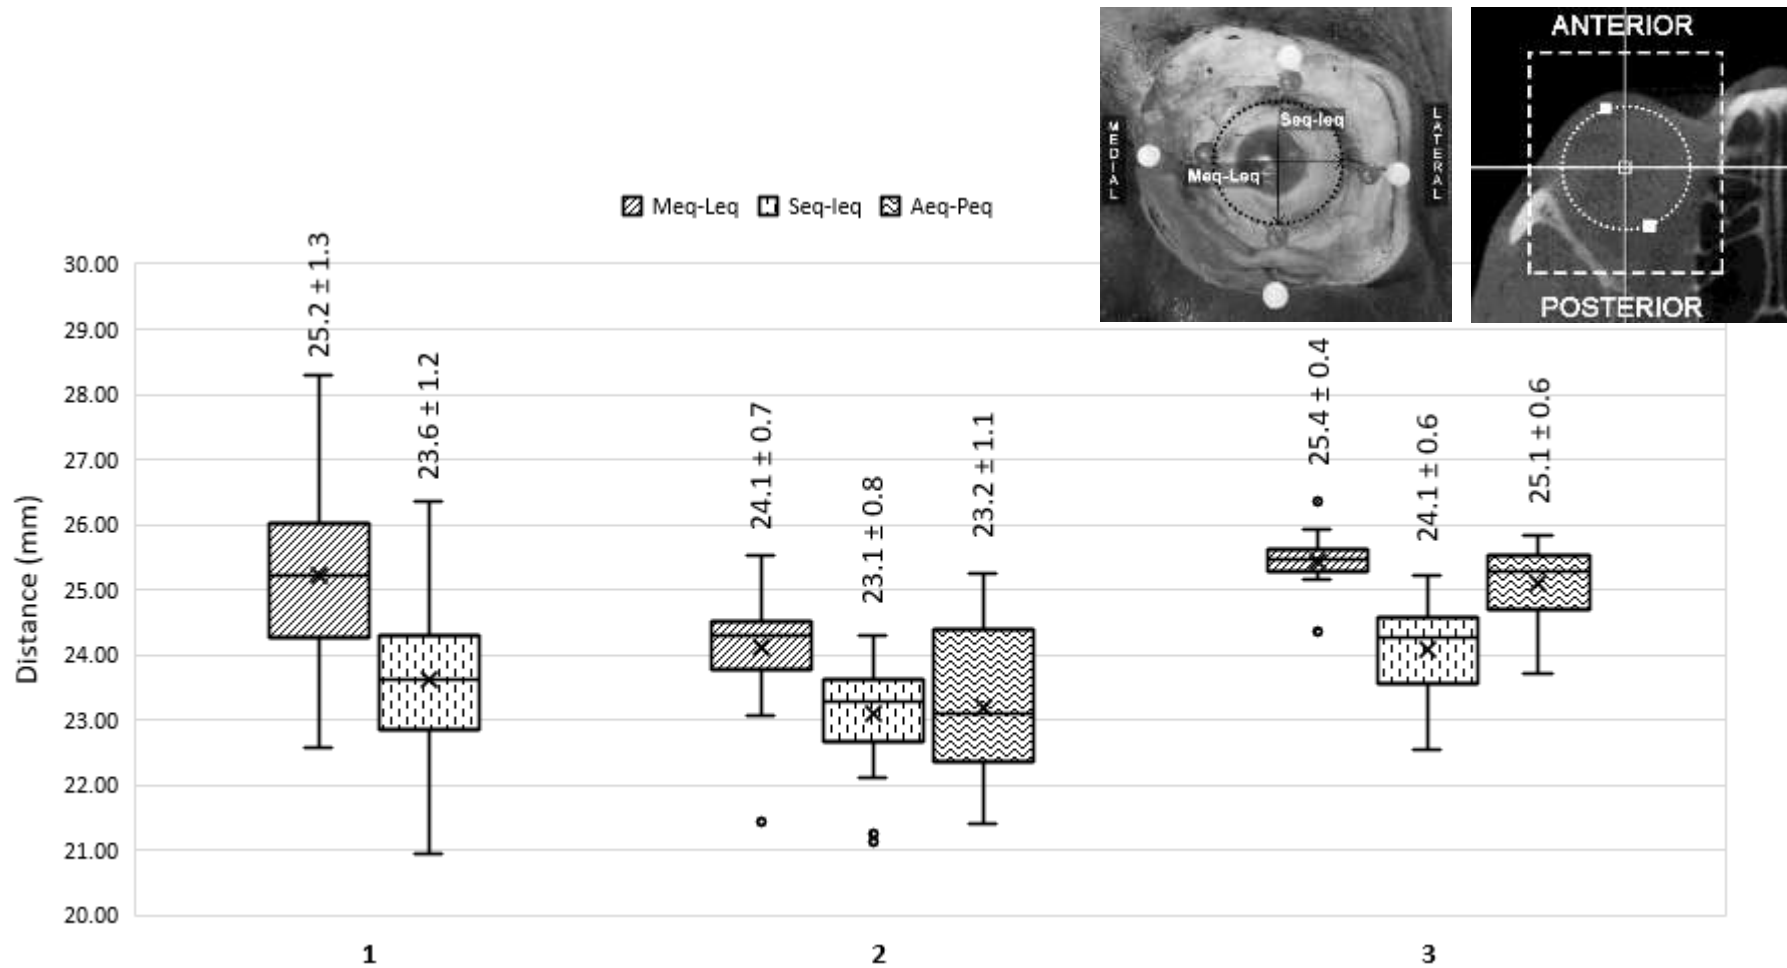 ANTERIOR
MEDIAL
Seq-Ieq
Meq-Leq
LATERAL
POSTERIOR
Meq-Leq Seq-Ieq Aeq-Peq
30.00
29.00
28.00
27.00
26.00
25.00
24.00
23.00
22.00
21.00
20.00
Distance (mm)
25.2 ± 1.3
23.6 ± 1.2
24.1 ± 0.7
23.1 ± 0.8
23.2 ± 1.1
25.4 ± 0.4
24.1 ± 0.6
25.1 ± 0.6
1 2 3